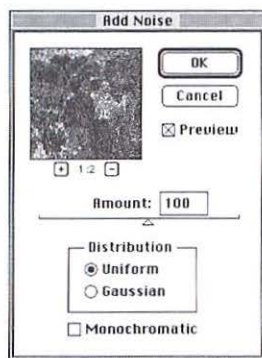 Add Noise
OK
Cancel
Preview
+ 1:2 -
Amount: 100
Distribution
Uniform
Gaussian
Monochromatic